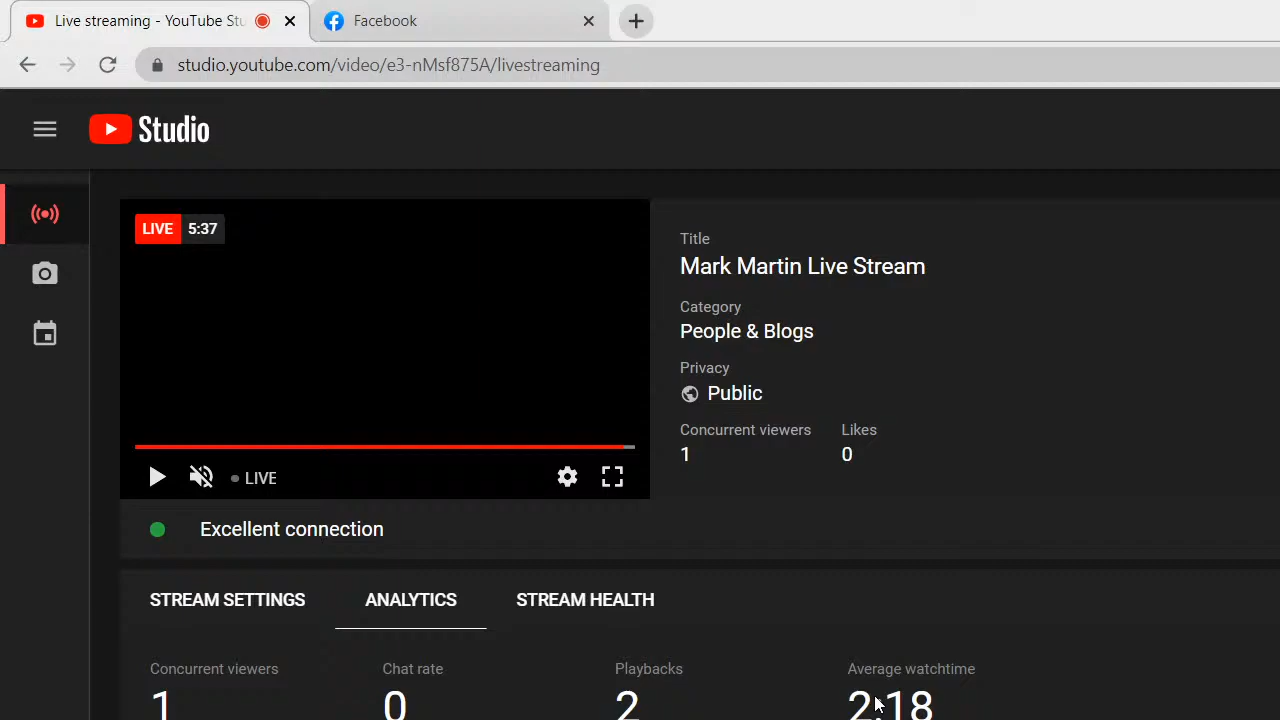 Live streaming - YouTube Stu
Facebook
studio.youtube.com/video/e3-nMsf875A/livestreaming
Studio
LIVE 5:37
Title
Mark Martin Live Stream
Category
People & Blogs
Privacy
Public
Concurrent viewers Likes
1 0
LIVE
Excellent connection
STREAM SETTINGS ANALYTICS STREAM HEALTH
Concurrent viewers Chat rate Playbacks Average watchtime
1 0 2 2:18